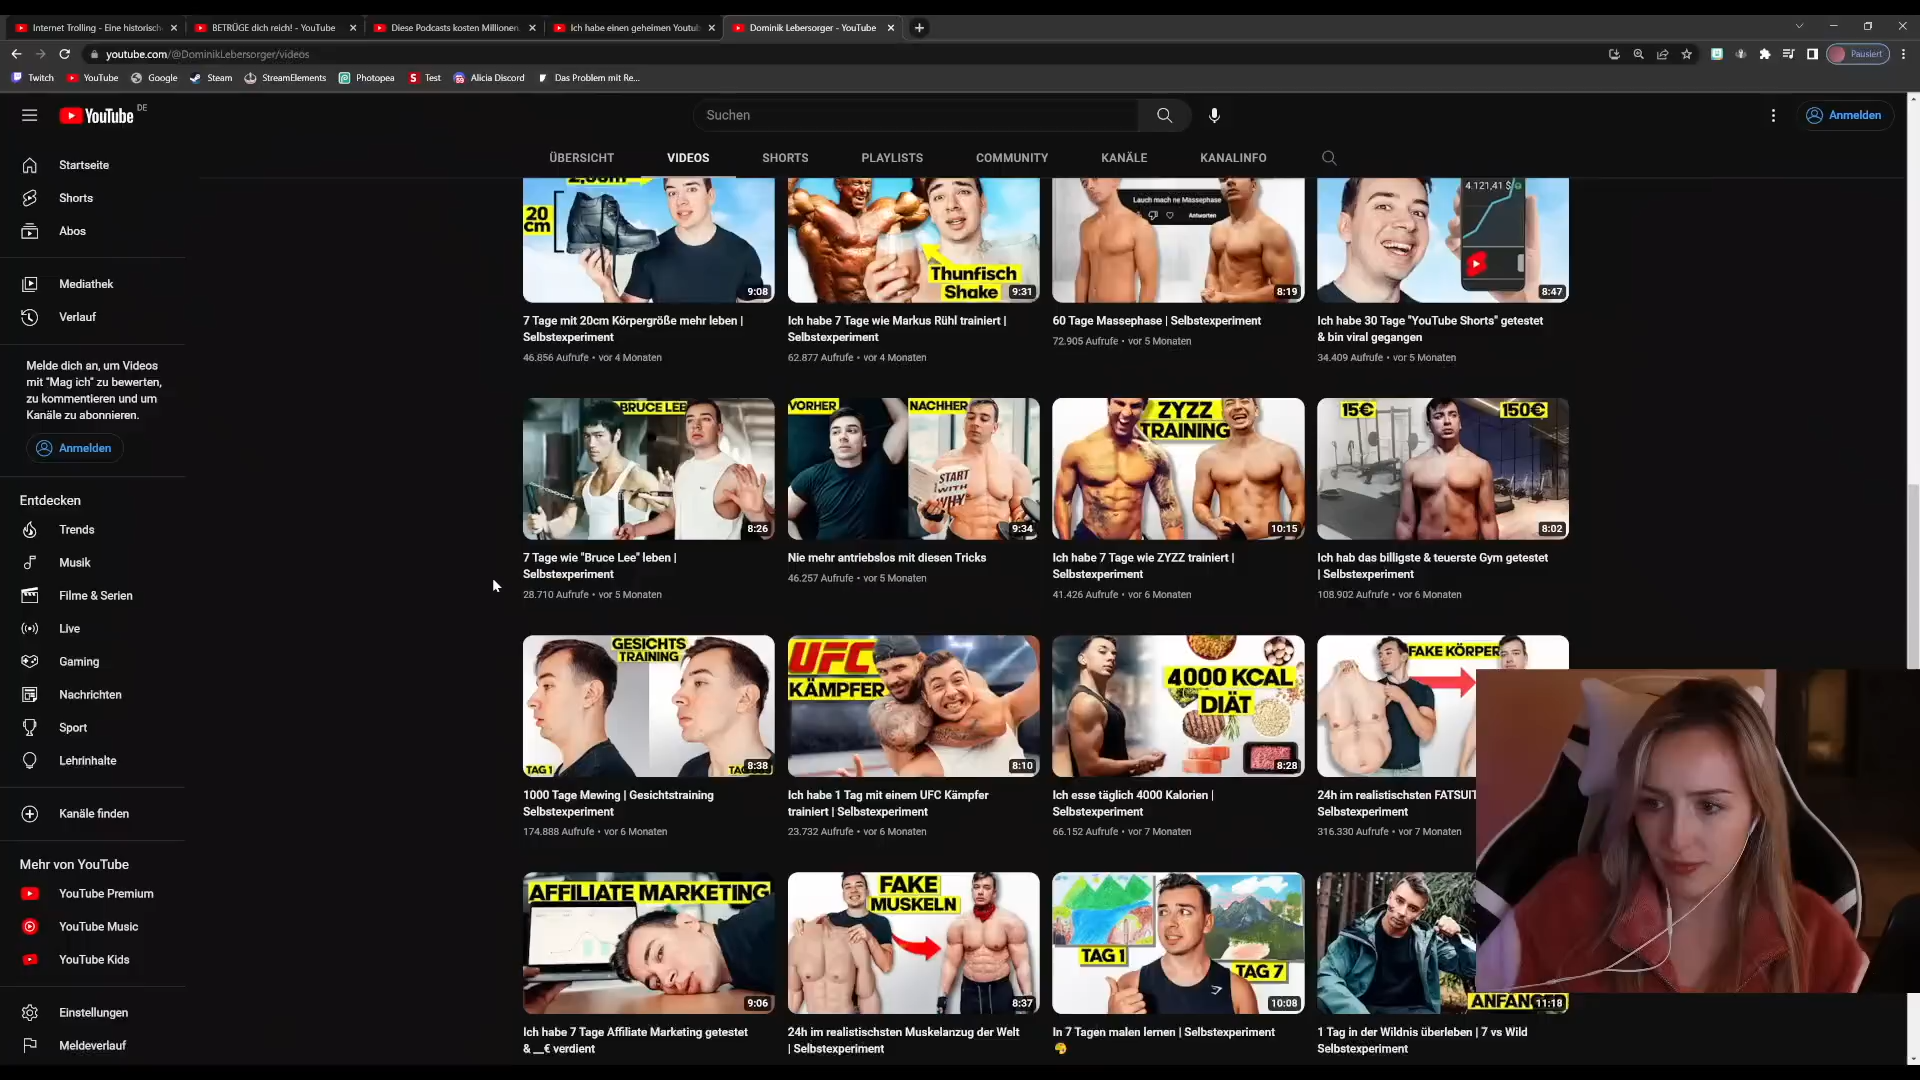 Internet Trolling - Eine historisch
BETRÜGE dich reich! - YouTube
Diese Podcasts kosten Millionen
Ich habe einen geheimen Youtub
Dominik Lebersorger - YouTube
youtube.com/@DominikLebersorger/videos
Pausiert
Twitch
YouTube
Google
Steam
StreamElements
Photopea
Test
Alicia Discord
Das Problem mit Re...
YouTube DE
Suchen
Anmelden
ÜBERSICHT
VIDEOS
SHORTS
PLAYLISTS
COMMUNITY
KANÄLE
KANALINFO
Startseite
Shorts
Abos
Mediathek
Verlauf
Melde dich an, um Videos
mit "Mag ich" zu bewerten,
zu kommentieren und um
Kanäle zu abonnieren.
Anmelden
Entdecken
Trends
Musik
Filme & Serien
Live
Gaming
Nachrichten
Sport
Lehrinhalte
Kanäle finden
Mehr von YouTube
YouTube Premium
YouTube Music
YouTube Kids
Einstellungen
Meldeverlauf
20
cm
9:08
7 Tage mit 20cm Körpergröße mehr leben |
Selbstexperiment
46.856 Aufrufe • vor 4 Monaten
Thunfisch
Shake
9:31
Ich habe 7 Tage wie Markus Rühl trainiert |
Selbstexperiment
62.877 Aufrufe • vor 4 Monaten
Lauch mach ne Massephase
Antworten
8:19
60 Tage Massephase | Selbstexperiment
72.905 Aufrufe • vor 5 Monaten
4.121,41 $
8:47
Ich habe 30 Tage "YouTube Shorts" getestet
& bin viral gegangen
34.409 Aufrufe • vor 5 Monaten
BRUCE LEE
8:26
7 Tage wie "Bruce Lee" leben |
Selbstexperiment
28.710 Aufrufe • vor 5 Monaten
VORHER
NACHHER
START
WITH
WHY
9:34
Nie mehr antriebslos mit diesen Tricks
46.257 Aufrufe • vor 5 Monaten
ZYZZ
TRAINING
10:15
Ich habe 7 Tage wie ZYZZ trainiert |
Selbstexperiment
41.426 Aufrufe • vor 6 Monaten
15€
150€
8:02
Ich hab das billigste & teuerste Gym getestet
| Selbstexperiment
108.902 Aufrufe • vor 6 Monaten
GESICHTS
TRAINING
TAG 1
8:38
1000 Tage Mewing | Gesichtstraining
Selbstexperiment
174.888 Aufrufe • vor 6 Monaten
UFC
KÄMPFER
8:10
Ich habe 1 Tag mit einem UFC Kämpfer
trainiert | Selbstexperiment
23.732 Aufrufe • vor 6 Monaten
4000 KCAL
DIÄT
8:28
Ich esse täglich 4000 Kalorien |
Selbstexperiment
66.152 Aufrufe • vor 7 Monaten
FAKE KÖRPER
24h im realistischsten FATSUIT
Selbstexperiment
316.330 Aufrufe • vor 7 Monaten
AFFILIATE MARKETING
9:06
Ich habe 7 Tage Affiliate Marketing getestet
& __€ verdient
FAKE
MUSKELN
8:37
24h im realistischsten Muskelanzug der Welt
| Selbstexperiment
TAG 1
TAG 7
10:08
In 7 Tagen malen lernen | Selbstexperiment
11:18
1 Tag in der Wildnis überleben | 7 vs Wild
Selbstexperiment